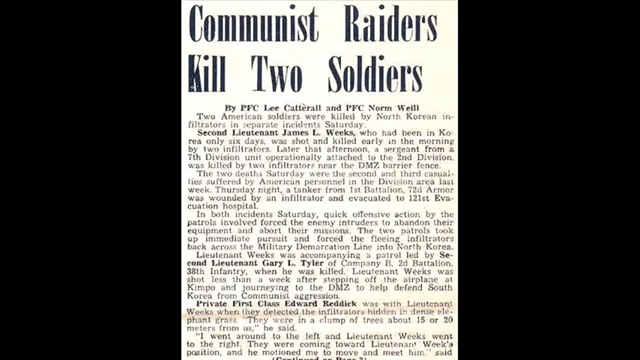 Communist Raiders
Kill Two Soldiers
By PFC Lee Catterall and PFC Norm Weill
Two American soldiers were killed by North Korean in-
filtrators in separate incidents Saturday.
Second Lieutenant James L. Weeks, who had been in Ko-
rea only six days, was shot and killed early in the morning
by two infiltrators. Later that afternoon, a sergeant from a
7th Division unit operationally attached to the 2nd Division,
was killed by two infiltrators near the DMZ barrier fence.
The two deaths Saturday were the second and third casual-
ties suffered by American personnel in the Division area last
week. Thursday night, a tanker from 1st Battalion, 72d Armor
was wounded by an infiltrator and evacuated to 121st Eva-
cuation hospital.
In both incidents Saturday, quick offensive action by the
patrols involved forced the enemy intruders to abandon their
equipment and abort their missions. The two patrols took
up immediate pursuit and forced the fleeing infiltrators
back across the Military Demarcation Line into North Korea.
Lieutenant Weeks was accompanying a patrol led by Se-
cond Lieutenant Gary L. Tyler of Company B, 2d Battalion,
38th Infantry, when he was killed. Lieutenant Weeks was
shot less than a week after stepping off the airplane at
Kimpo and journeying to the DMZ to help defend South
Korea from Communist aggression.
Private First Class Edward Reddick was with Lieutenant
Weeks when they detected the infiltrators hidden in dense ele-
phant grass. "They were in a clump of trees about 15 or 20
meters from us," he said.
"I went around to the left and Lieutenant Weeks went
to the right. They were coming toward Lieutenant Week's
position, and he motioned me to move and meet him," said
(Continued on Page 3)